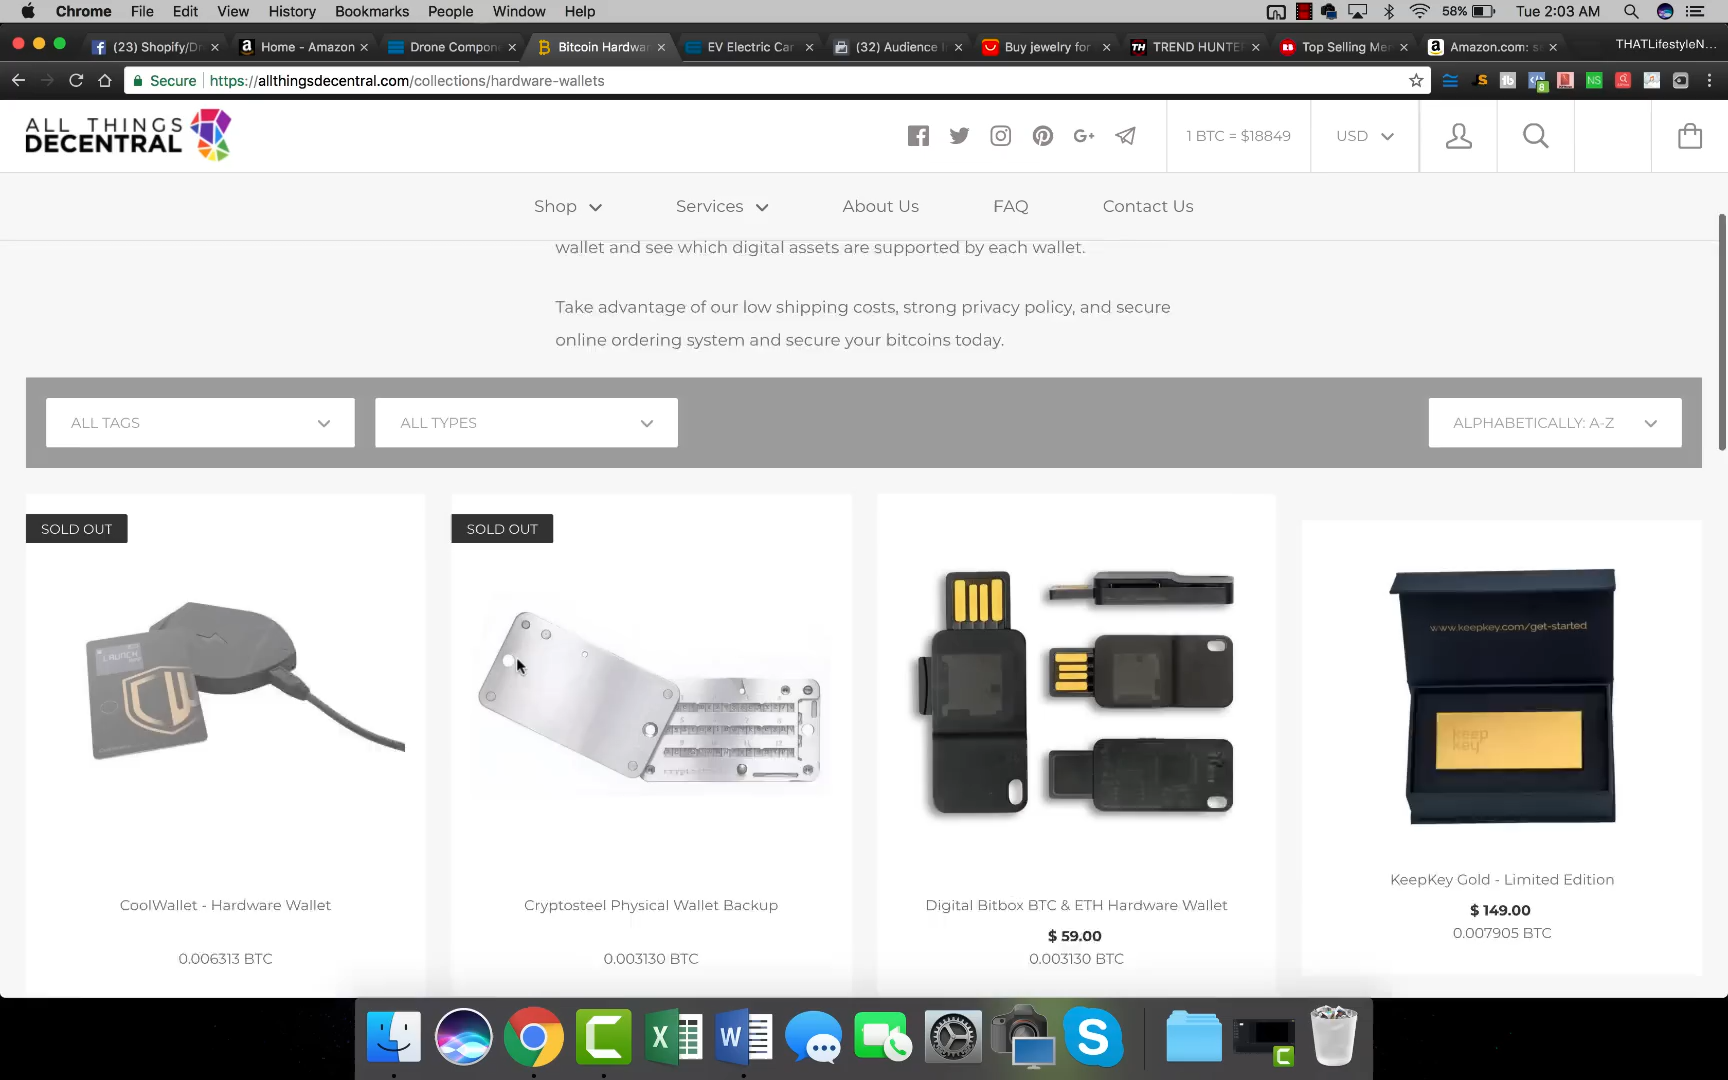 Chrome File Edit View History Bookmarks People Window Help
58% Tue 2:03 AM
(23) Shopify/Dr
Home - Amazon
Drone Compon
Bitcoin Hardwa
EV Electric Car
(32) Audience I
Buy jewelry for
TREND HUNTER
Top Selling Me
Amazon.com: s
THATLifestyleN...
Secure https://allthingsdecentral.com/collections/hardware-wallets
ALL THINGS
DECENTRAL
1 BTC = $18849
USD
Shop Services About Us FAQ Contact Us
wallet and see which digital assets are supported by each wallet.
Take advantage of our low shipping costs, strong privacy policy, and secure
online ordering system and secure your bitcoins today.
ALL TAGS
ALL TYPES
ALPHABETICALLY: A-Z
SOLD OUT
SOLD OUT
LAUNCH
www.keepkey.com/get-started
keep
key
CoolWallet - Hardware Wallet
0.006313 BTC
Cryptosteel Physical Wallet Backup
0.003130 BTC
Digital Bitbox BTC & ETH Hardware Wallet
$ 59.00
0.003130 BTC
KeepKey Gold - Limited Edition
$ 149.00
0.007905 BTC